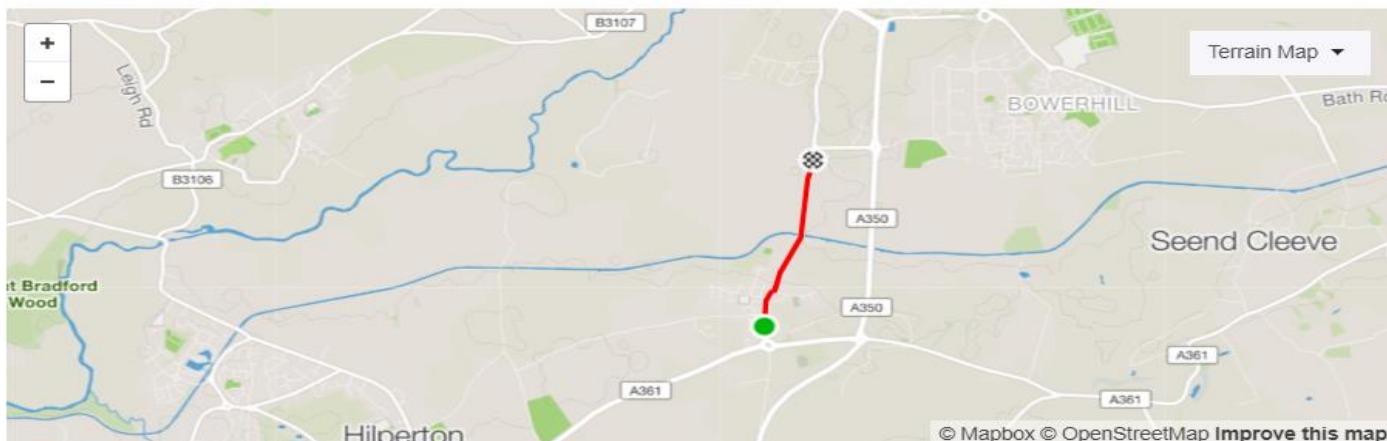 B3107
+
Terrain Map
−
Leigh Rd
BOWERHILL
Bath Ro
B3106
A350
Seend Cleeve
at Bradford
Wood
A350
A361
A361
A361
Hilperton
© Mapbox © OpenStreetMap Improve this map